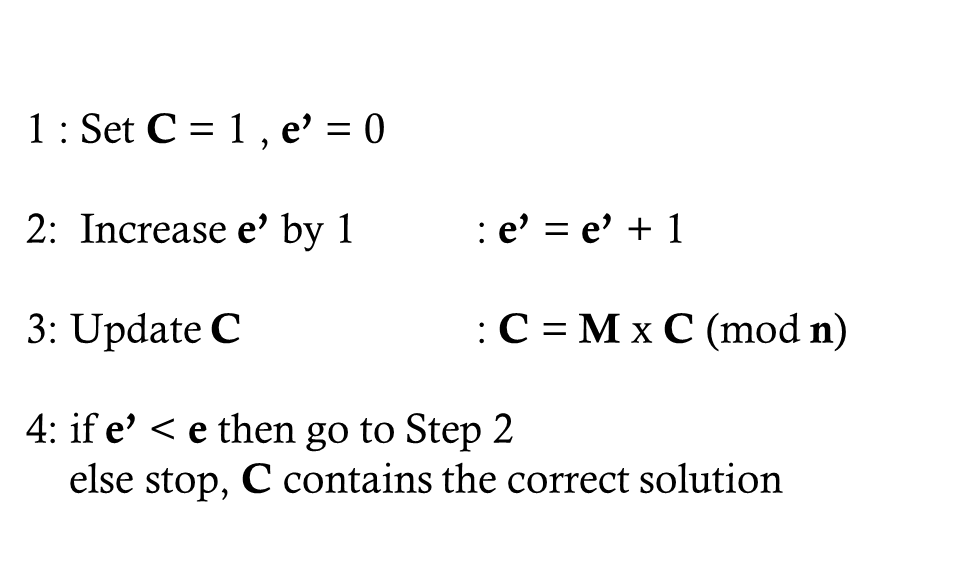 1 : Set C = 1 , e’ = 0
2: Increase e’ by 1 : e’ = e’ + 1
3: Update C : C = M x C (mod n)
4: if e’ < e then go to Step 2
else stop, C contains the correct solution